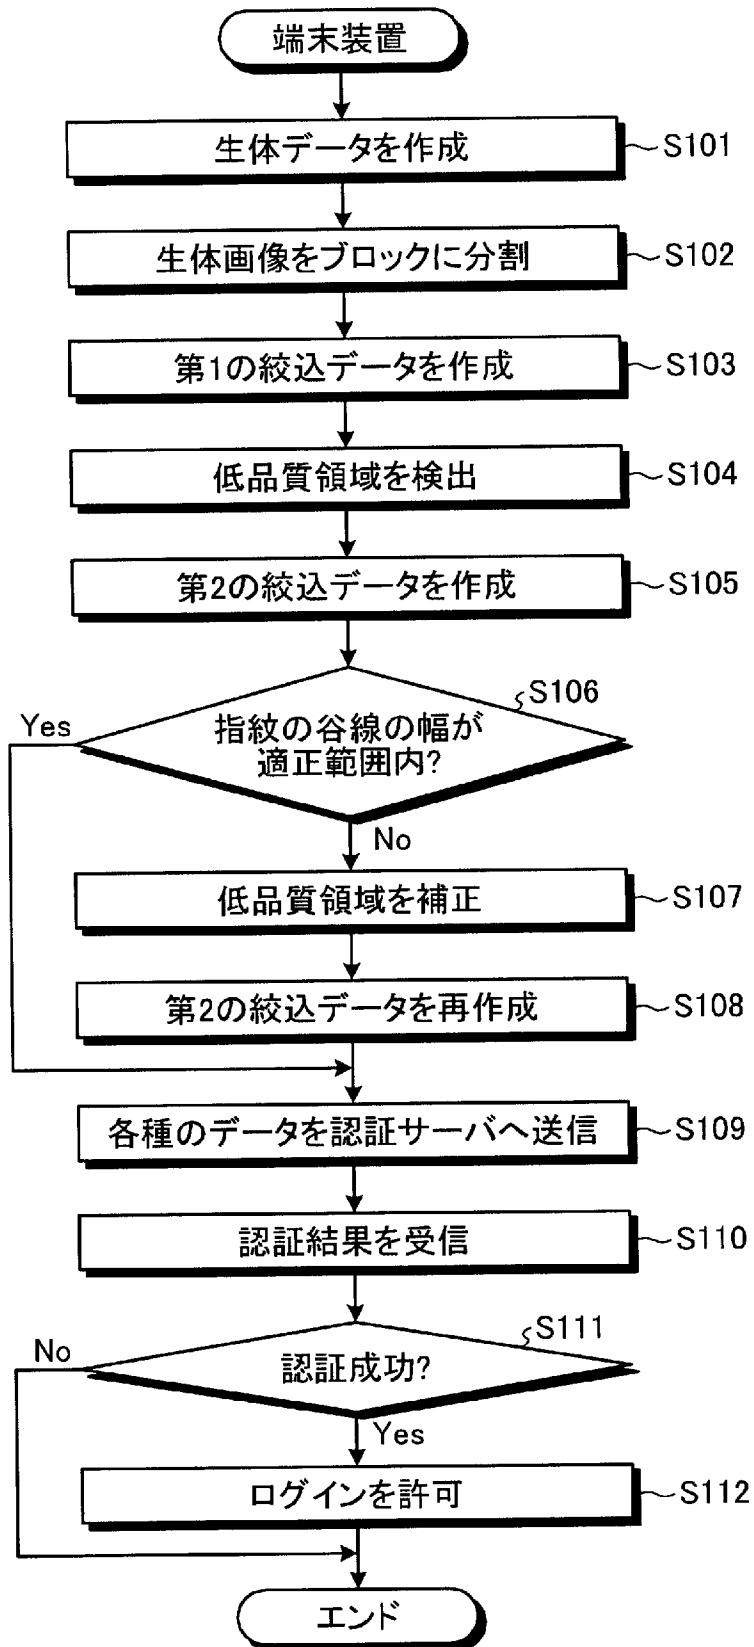 端末装置
生体データを作成
S101
生体画像をブロックに分割
S102
第1の絞込データを作成
S103
低品質領域を検出
S104
第2の絞込データを作成
S105
S106
Yes
指紋の谷線の幅が
適正範囲内?
No
低品質領域を補正
S107
第2の絞込データを再作成
S108
各種のデータを認証サーバへ送信
S109
認証結果を受信
S110
S111
No
認証成功?
Yes
ログインを許可
S112
エンド